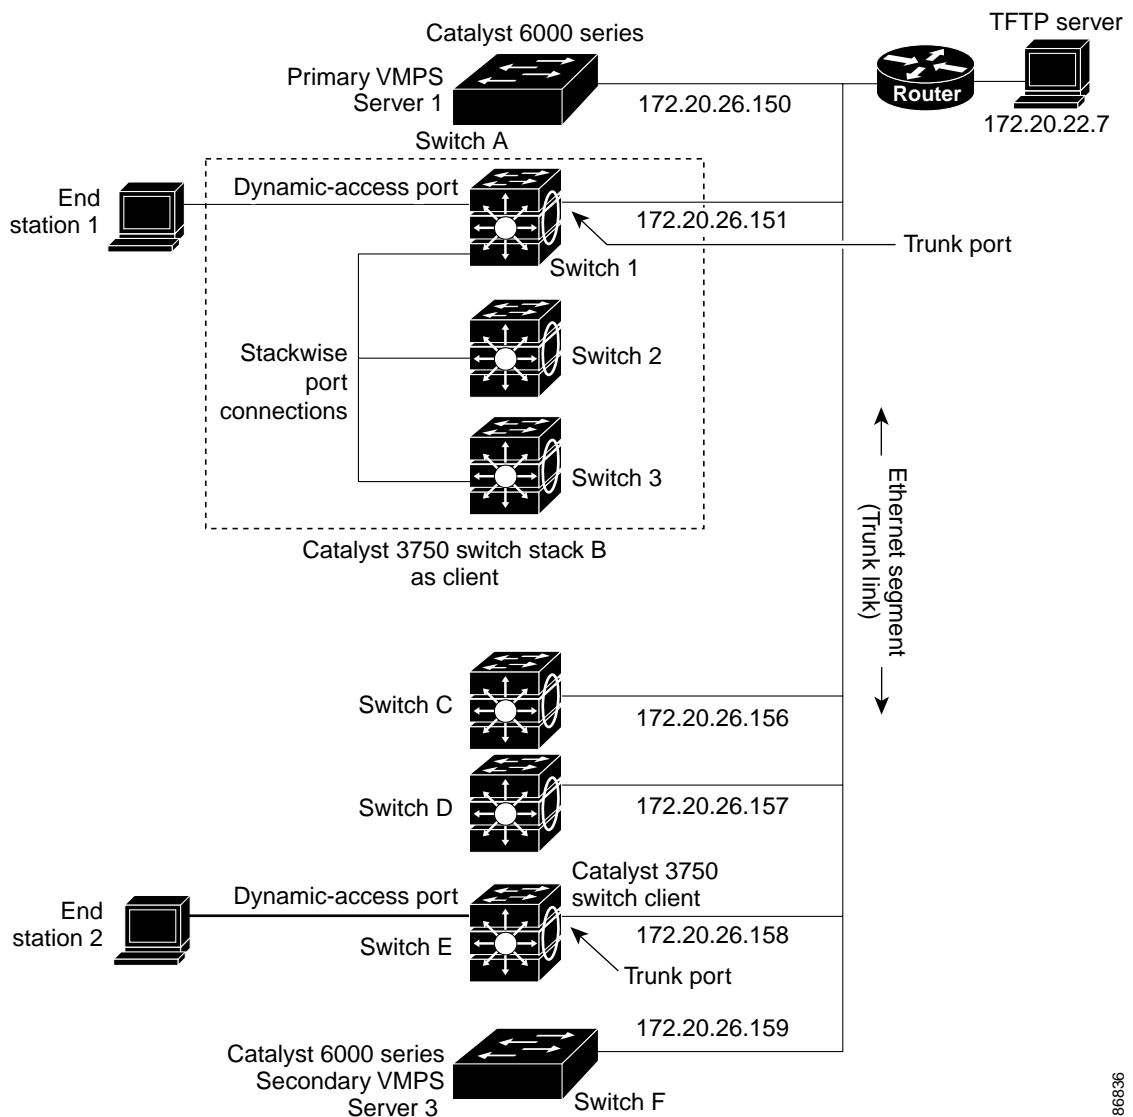 Catalyst 6000 series
TFTP server
Primary VMPS
Server 1
172.20.26.150
Router
172.20.22.7
Switch A
End
station 1
Dynamic-access port
172.20.26.151
Trunk port
Switch 1
Stackwise
port
connections
Switch 2
Switch 3
Catalyst 3750 switch stack B
as client
Ethernet segment
(Trunk link)
Switch C
172.20.26.156
Switch D
172.20.26.157
Catalyst 3750
switch client
End
station 2
Dynamic-access port
Switch E
172.20.26.158
Trunk port
172.20.26.159
Catalyst 6000 series
Secondary VMPS
Server 3
Switch F
86836